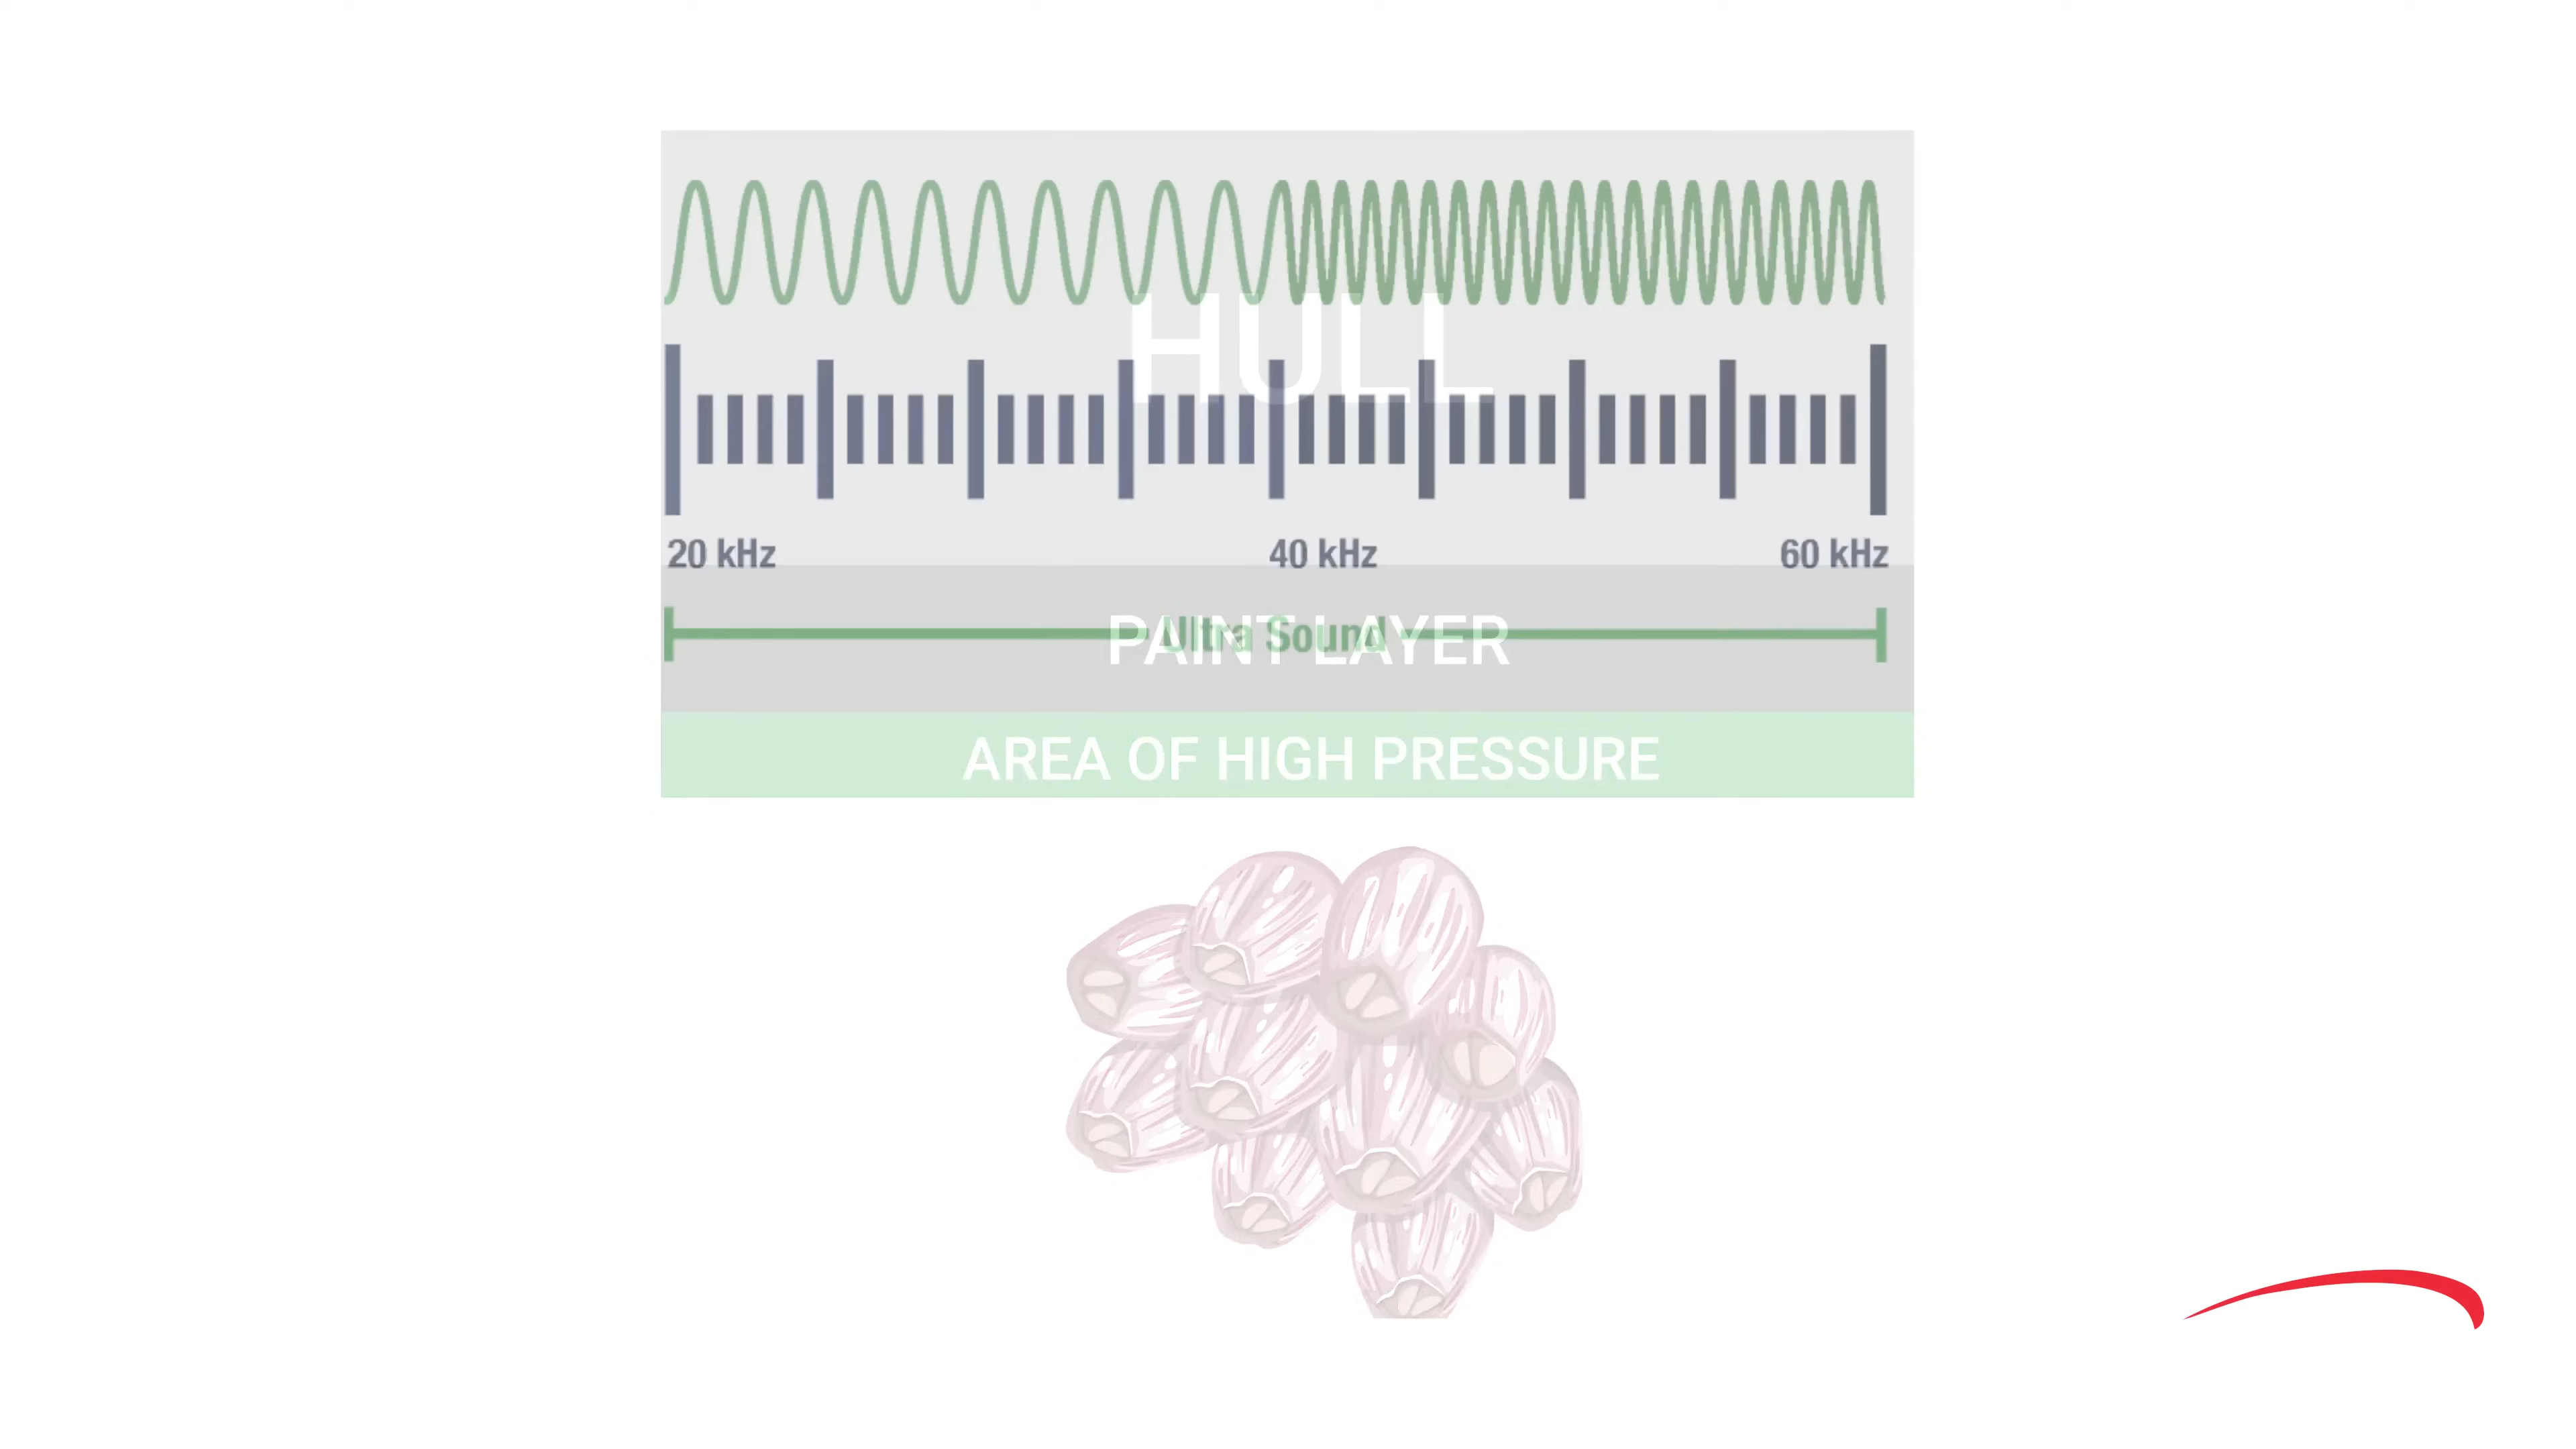 HULL
20 kHz 40 kHz 60 kHz
Ultra Sound
PAINT LAYER
AREA OF HIGH PRESSURE